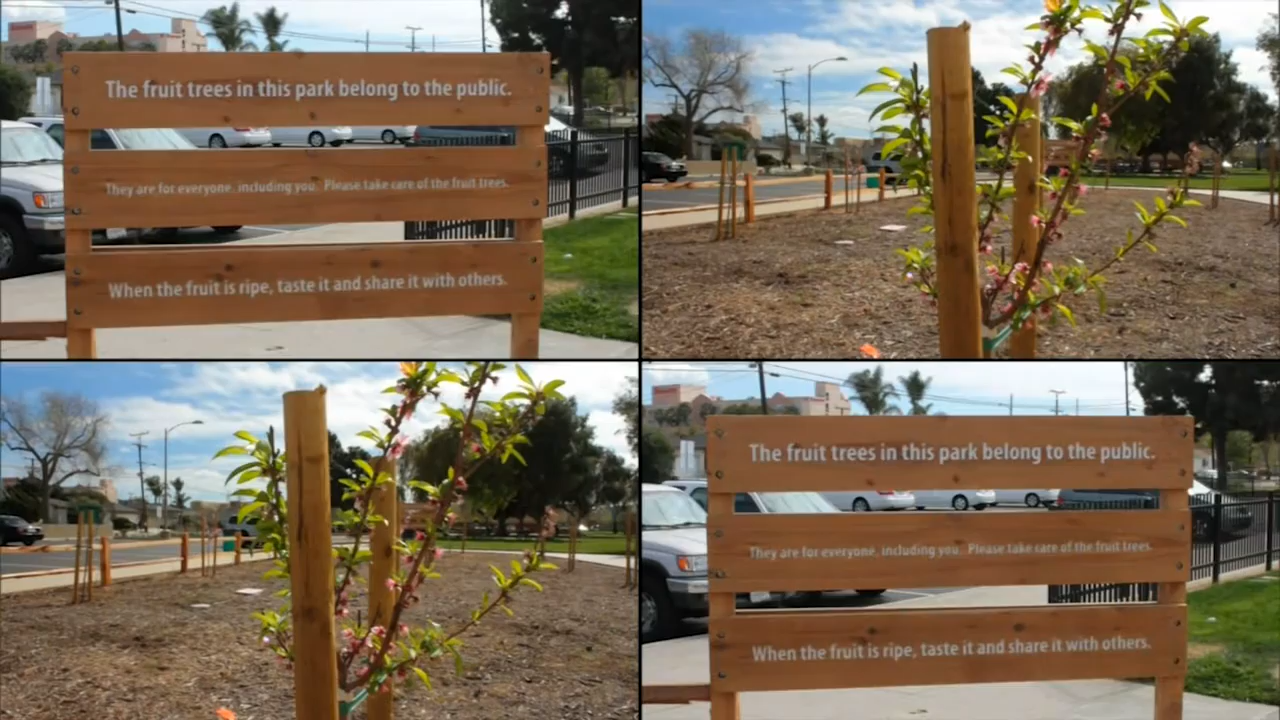 The fruit trees in this park belong to the public.
They are for everyone, including you. Please take care of the fruit trees.
When the fruit is ripe, taste it and share it with others.
The fruit trees in this park belong to the public.
They are for everyone, including you. Please take care of the fruit trees.
When the fruit is ripe, taste it and share it with others.